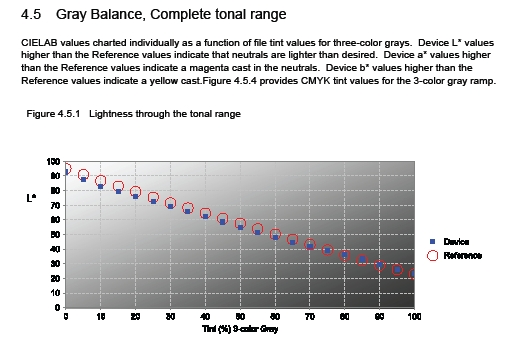 4.5 Gray Balance, Complete tonal range
CIELAB values charted individually as a function of file tint values for three-color grays. Device L* values
higher than the Reference values indicate that neutrals are lighter than desired. Device a* values higher
than the Reference values indicate a magenta cast in the neutrals. Device b* values higher than the
Reference values indicate a yellow cast.Figure 4.5.4 provides CMYK tint values for the 3-color gray ramp.
Figure 4.5.1 Lightness through the tonal range
100
90
80
70
60
50
40
30
20
10
0
L*
0 10 20 30 40 50 60 70 80 90 100
Tint (%) 3-color Gray
Device
Reference